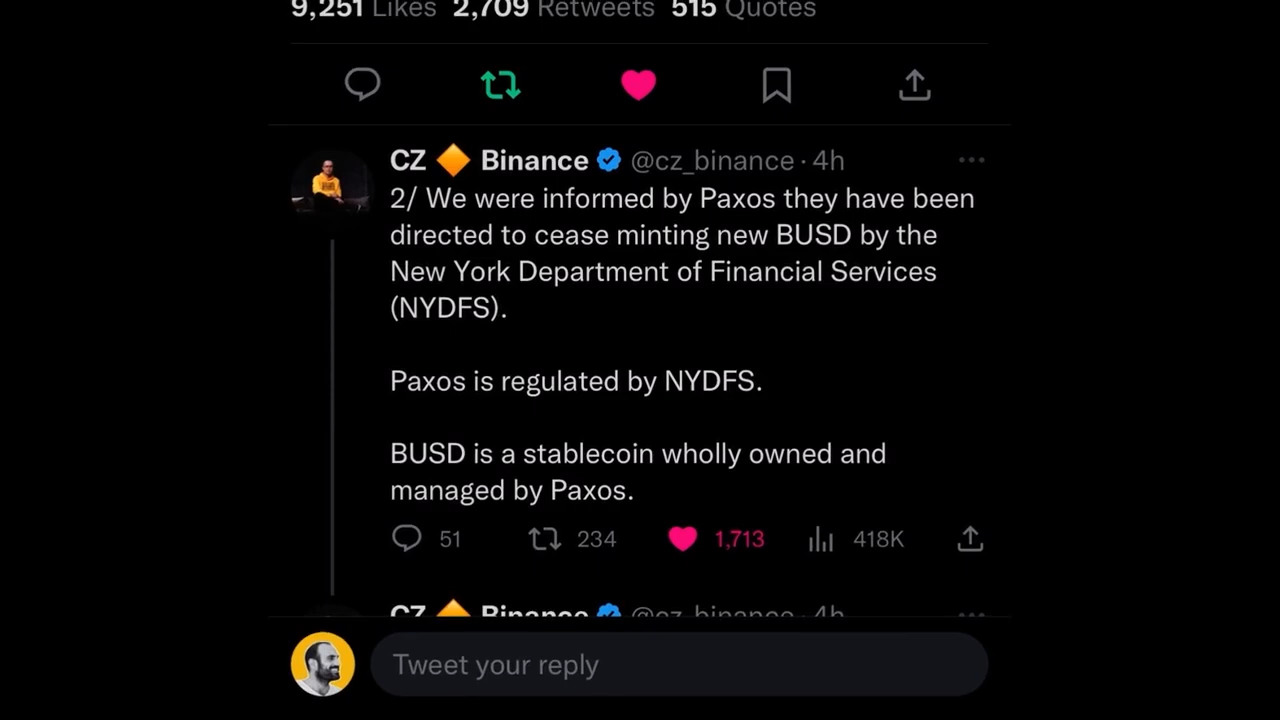 9,251 Likes 2,709 Retweets 515 Quotes
CZ 🔶 Binance @cz_binance · 4h
2/ We were informed by Paxos they have been
directed to cease minting new BUSD by the
New York Department of Financial Services
(NYDFS).
Paxos is regulated by NYDFS.
BUSD is a stablecoin wholly owned and
managed by Paxos.
51 234 1,713 418K
CZ 🔶 Binance @cz_binance · 4h
Tweet your reply